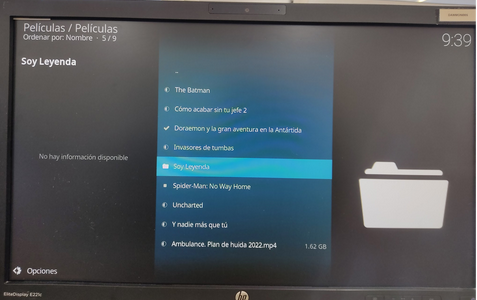 Películas / Películas
Ordenar por: Nombre · 5 / 9
9:39
Soy Leyenda
..
The Batman
Cómo acabar sin tu jefe 2
Doraemon y la gran aventura en la Antártida
Invasores de tumbas
Soy Leyenda
Spider-Man: No Way Home
Uncharted
Y nadie más que tú
Ambulance. Plan de huida 2022.mp4 1.62 GB
No hay información disponible
Opciones
EliteDisplay E221c
hp